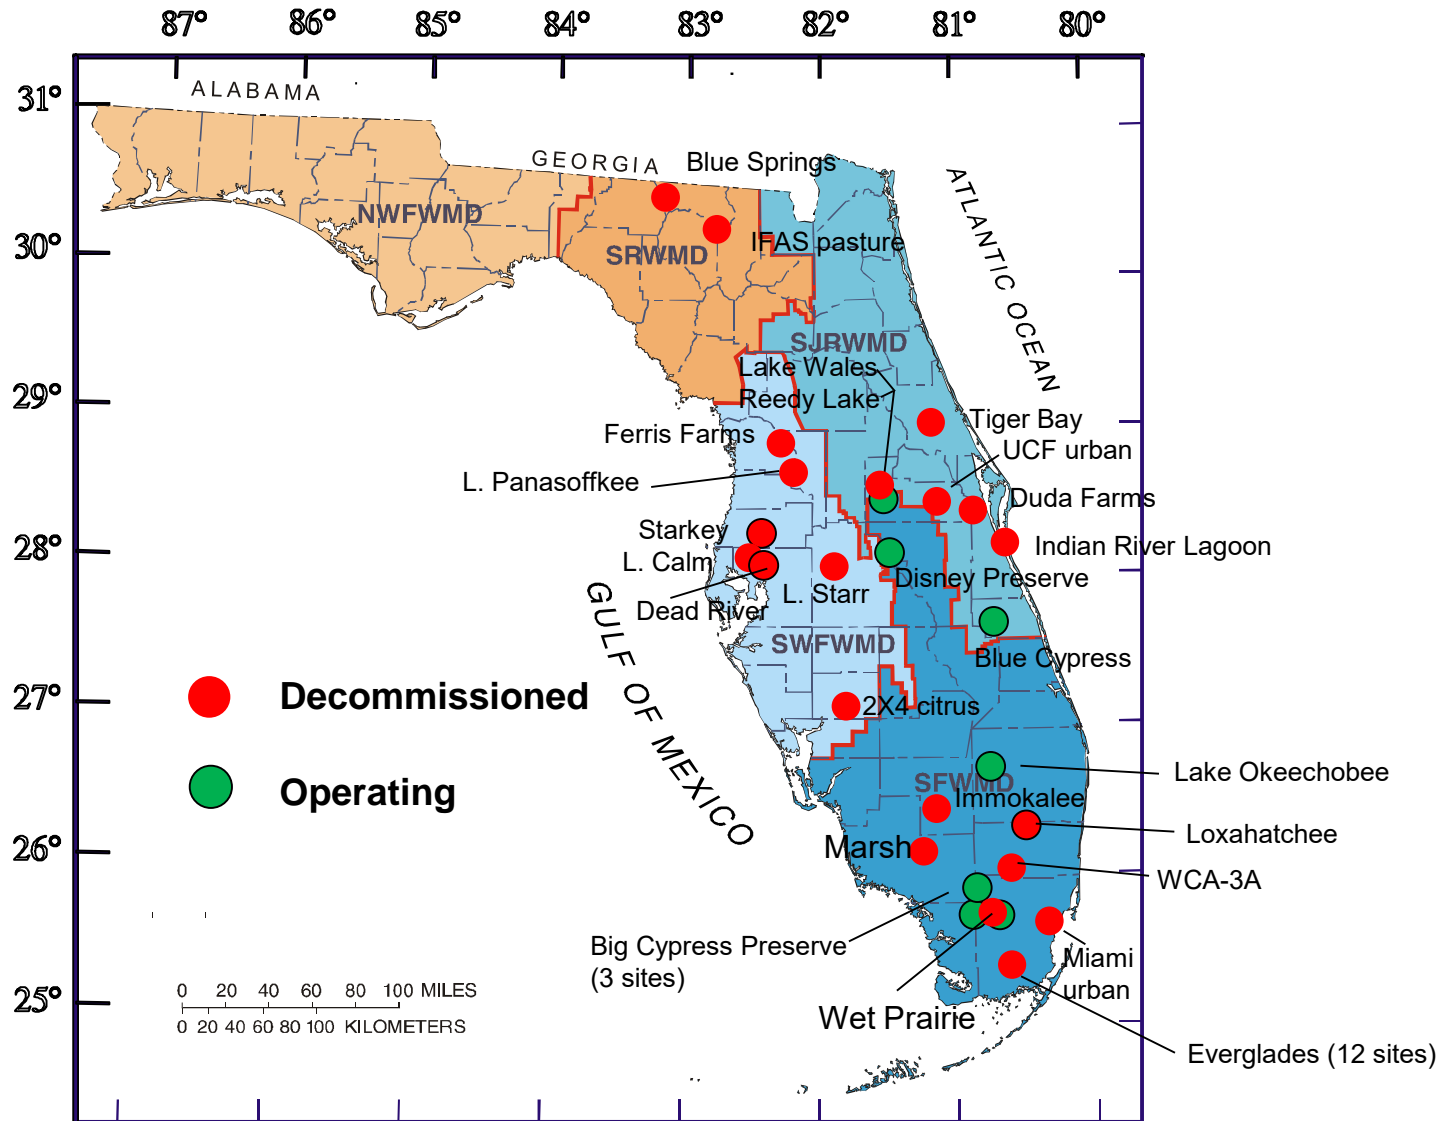 87° 86° 85° 84° 83° 82° 81° 80°
31°
30°
29°
28°
27°
26°
25°
ALABAMA
GEORGIA
Blue Springs
ATLANTIC OCEAN
NWFWMD
IFAS pasture
SRWMD
SJRWMD
Lake Wales
Reedy Lake
Tiger Bay
Ferris Farms
UCF urban
L. Panasoffkee
Duda Farms
Starkey
Indian River Lagoon
L. Calm
Disney Preserve
L. Starr
Dead River
GULF OF MEXICO
SWFWMD
Blue Cypress
Decommissioned
2X4 citrus
Operating
Lake Okeechobee
SFWMD
Immokalee
Loxahatchee
Marsh
WCA-3A
Big Cypress Preserve
(3 sites)
Miami
urban
Wet Prairie
Everglades (12 sites)
0 20 40 60 80 100 MILES
0 20 40 60 80 100 KILOMETERS